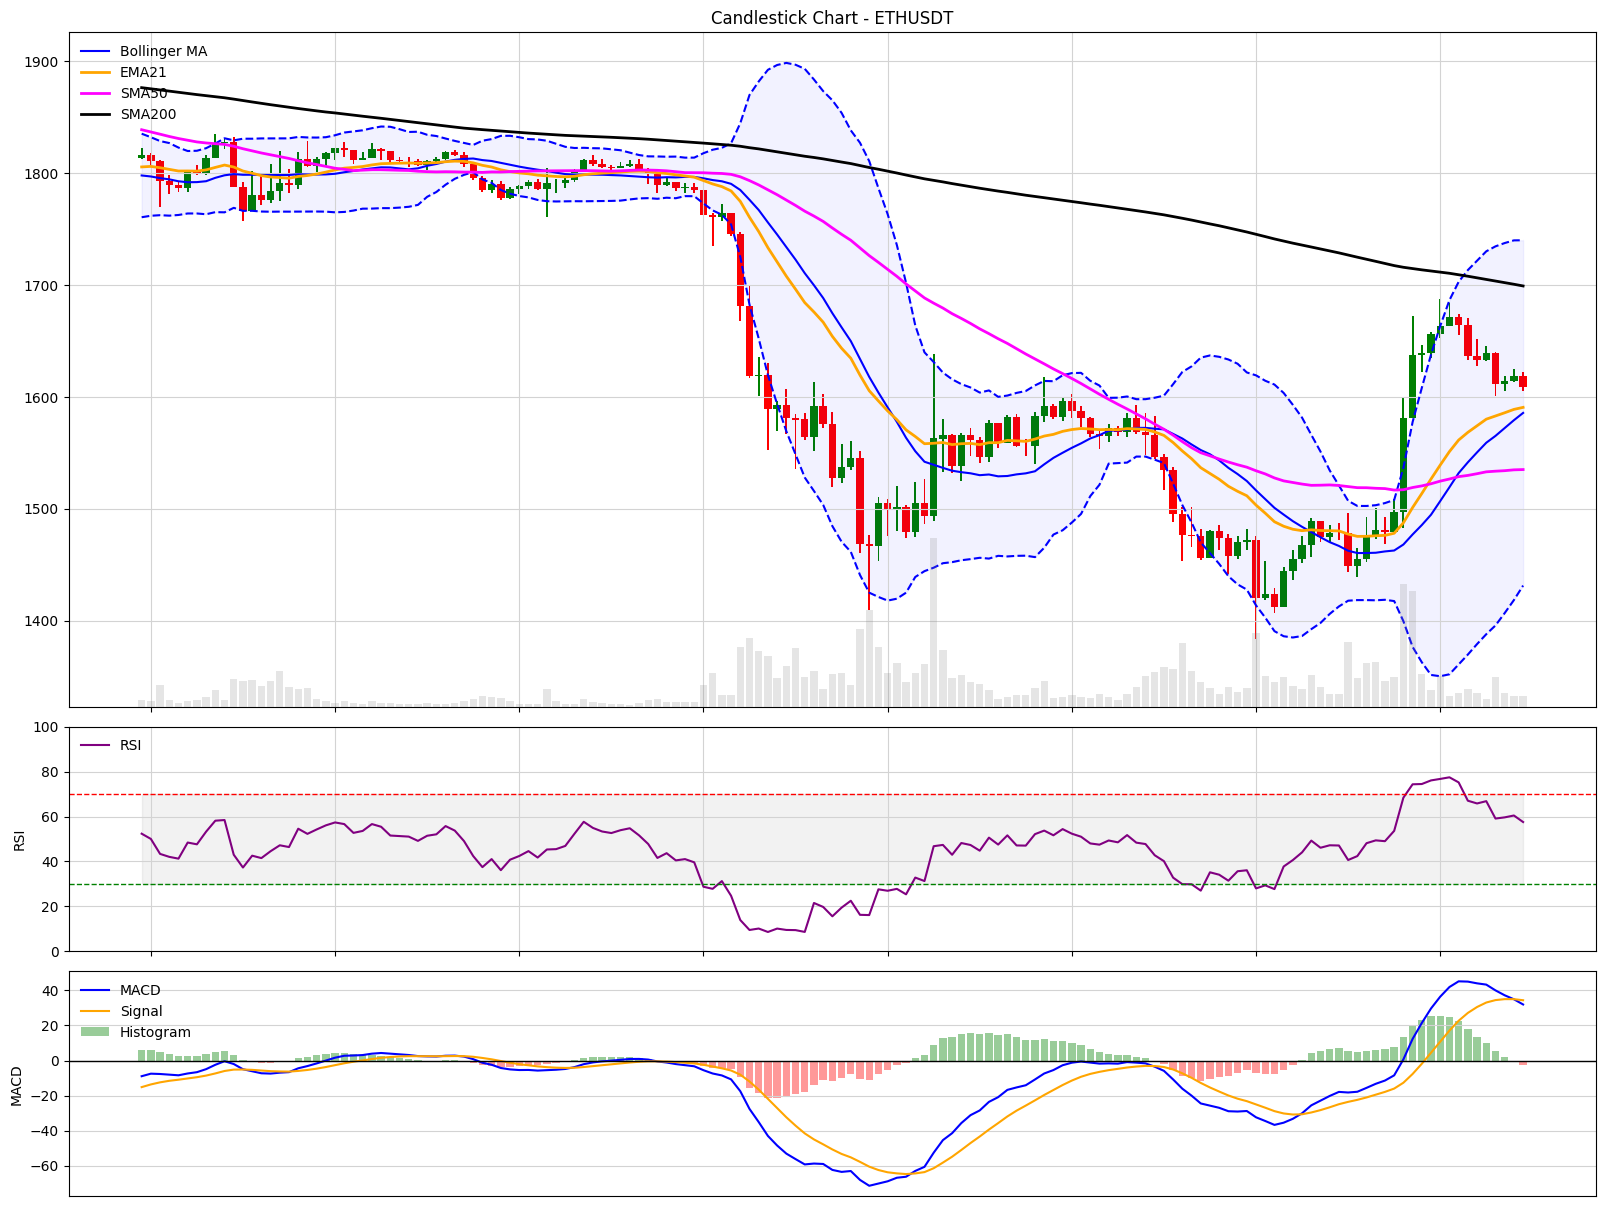 Candlestick Chart - ETHUSDT
Bollinger MA
EMA21
SMA50
SMA200
1900
1800
1700
1600
1500
1400
RSI
100
80
60
40
20
0
RSI
MACD
Signal
Histogram
40
20
0
−20
−40
−60
MACD